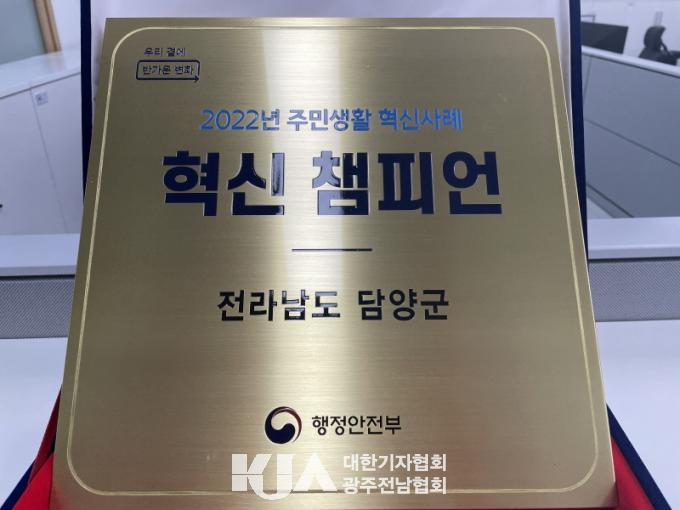 우리 곁에
반가운 변화
2022년 주민생활 혁신사례
혁신 챔피언
전라남도 담양군
행정안전부
KJA 대한기자협회
광주전남협회